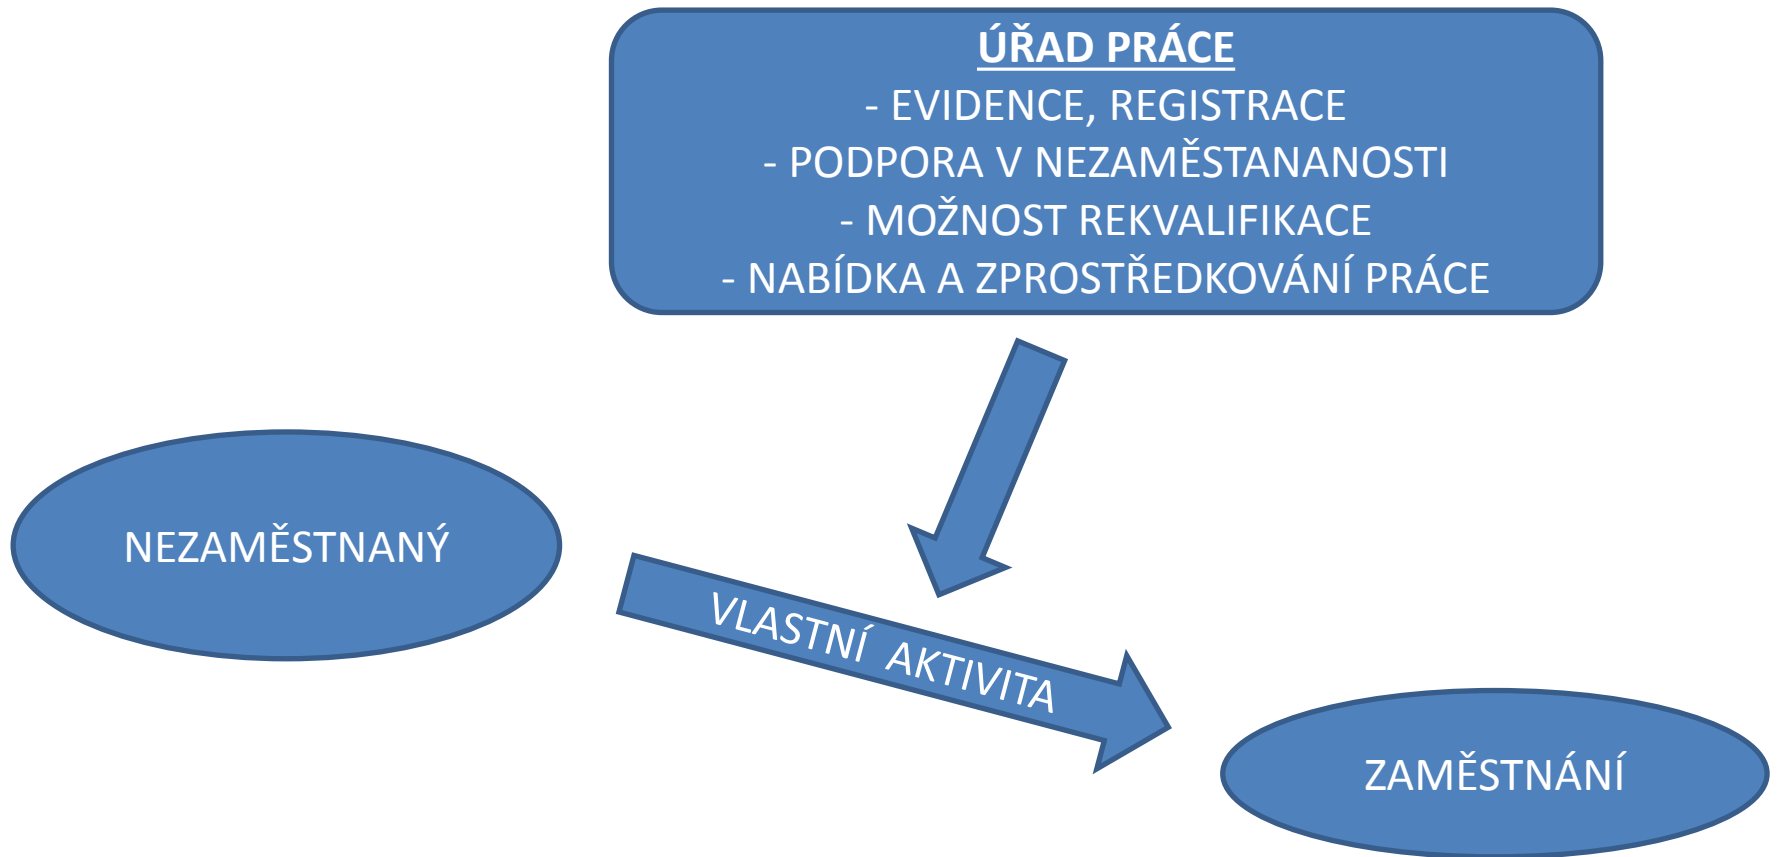 ÚŘAD PRÁCE
- EVIDENCE, REGISTRACE
- PODPORA V NEZAMĚSTANANOSTI
- MOŽNOST REKVALIFIKACE
- NABÍDKA A ZPROSTŘEDKOVÁNÍ PRÁCE
NEZAMĚSTNANÝ
VLASTNÍ AKTIVITA
ZAMĚSTNÁNÍ